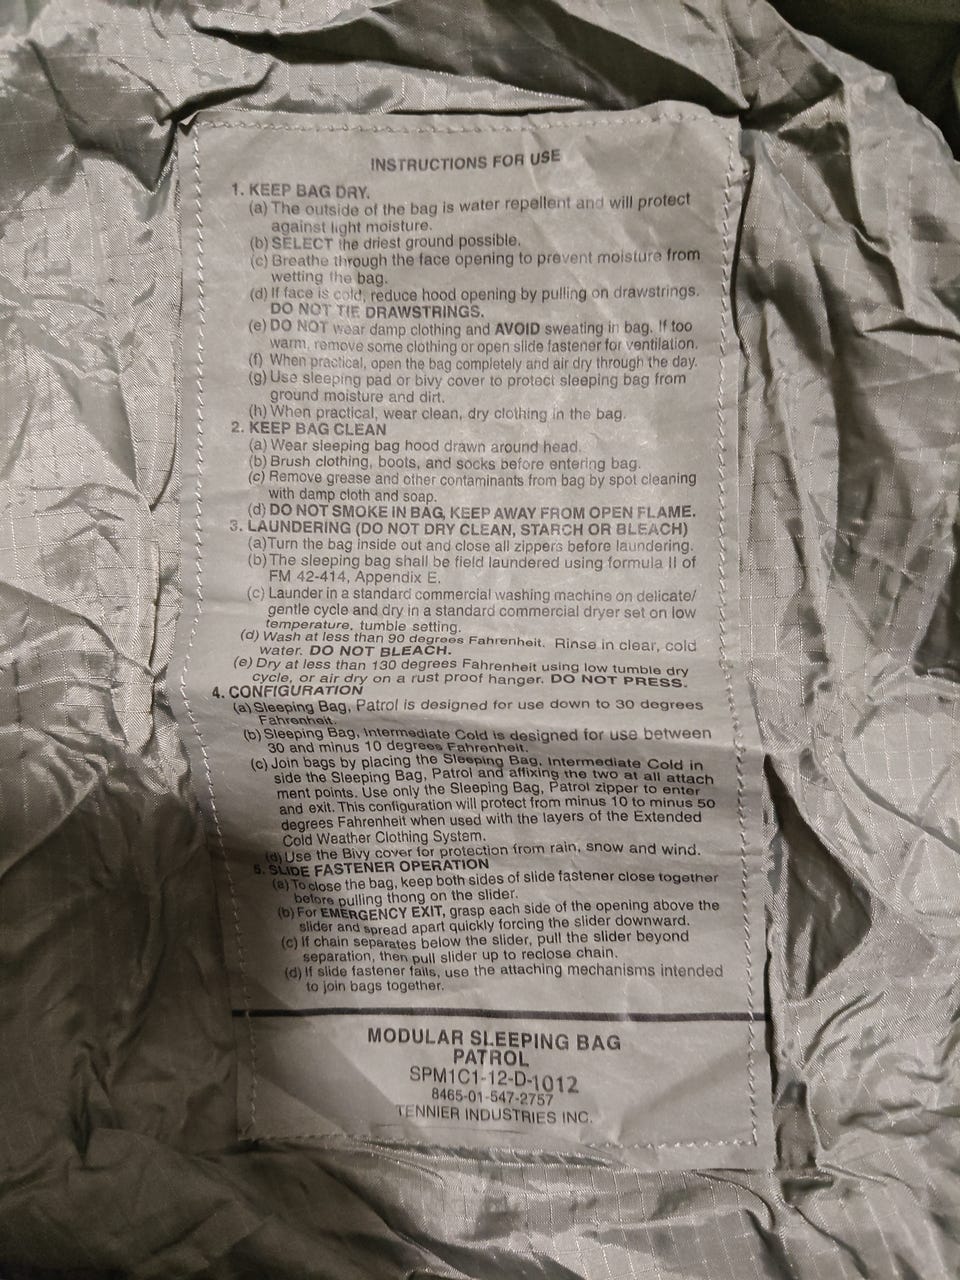 INSTRUCTIONS FOR USE
1. KEEP BAG DRY.
(a) The outside of the bag is water repellent and will protect
against light moisture.
(b) SELECT the driest ground possible.
(c) Breathe through the face opening to prevent moisture from
wetting the bag.
(d) If face is cold, reduce hood opening by pulling on drawstrings.
DO NOT TIE DRAWSTRINGS.
(e) DO NOT wear damp clothing and AVOID sweating in bag. If too
warm, remove some clothing or open slide fastener for ventilation.
(f) When practical, open the bag completely and air dry through the day.
(g) Use sleeping pad or bivy cover to protect sleeping bag from
ground moisture and dirt.
(h) When practical, wear clean, dry clothing in the bag.
2. KEEP BAG CLEAN
(a) Wear sleeping bag hood drawn around head.
(b) Brush clothing, boots, and socks before entering bag.
(c) Remove grease and other contaminants from bag by spot cleaning
with damp cloth and soap.
(d) DO NOT SMOKE IN BAG, KEEP AWAY FROM OPEN FLAME.
3. LAUNDERING (DO NOT DRY CLEAN, STARCH OR BLEACH)
(a) Turn the bag inside out and close all zippers before laundering.
(b) The sleeping bag shall be field laundered using formula II of
FM 42-414, Appendix E.
(c) Launder in a standard commercial washing machine on delicate/
gentle cycle and dry in a standard commercial dryer set on low
temperature, tumble setting.
(d) Wash at less than 90 degrees Fahrenheit. Rinse in clear, cold
water. DO NOT BLEACH.
(e) Dry at less than 130 degrees Fahrenheit using low tumble dry
cycle, or air dry on a rust proof hanger. DO NOT PRESS.
4. CONFIGURATION
(a) Sleeping Bag, Patrol is designed for use down to 30 degrees
Fahrenheit.
(b) Sleeping Bag, Intermediate Cold is designed for use between
30 and minus 10 degrees Fahrenheit.
(c) Join bags by placing the Sleeping Bag, Intermediate Cold in
side the Sleeping Bag, Patrol and affixing the two at all attach
ment points. Use only the Sleeping Bag, Patrol zipper to enter
and exit. This configuration will protect from minus 10 to minus 50
degrees Fahrenheit when used with the layers of the Extended
Cold Weather Clothing System.
(d) Use the Bivy cover for protection from rain, snow and wind.
5. SLIDE FASTENER OPERATION
(a) To close the bag, keep both sides of slide fastener close together
before pulling thong on the slider.
(b) For EMERGENCY EXIT, grasp each side of the opening above the
slider and spread apart quickly forcing the slider downward.
(c) If chain separates below the slider, pull the slider beyond
separation, then pull slider up to reclose chain.
(d) If slide fastener fails, use the attaching mechanisms intended
to join bags together.
MODULAR SLEEPING BAG
PATROL
SPM1C1-12-D-1012
8465-01-547-2757
TENNIER INDUSTRIES INC.